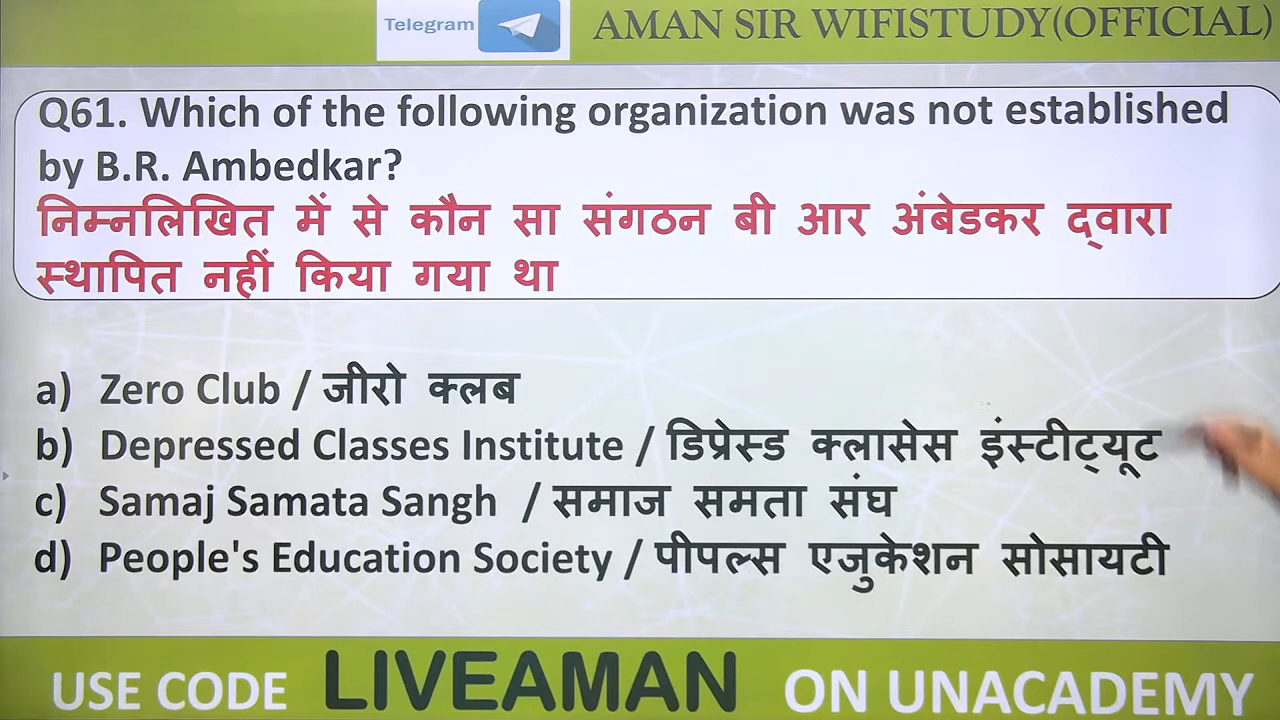 Telegram
AMAN SIR WIFISTUDY(OFFICIAL)
Q61. Which of the following organization was not established
by B.R. Ambedkar?
निम्नलिखित में से कौन सा संगठन बी आर अंबेडकर द्वारा
स्थापित नहीं किया गया था
a) Zero Club / जीरो क्लब
b) Depressed Classes Institute / डिप्रेस्ड क्लासेस इंस्टीट्यूट
c) Samaj Samata Sangh / समाज समता संघ
d) People's Education Society / पीपल्स एजुकेशन सोसायटी
USE CODE LIVEAMAN ON UNACADEMY